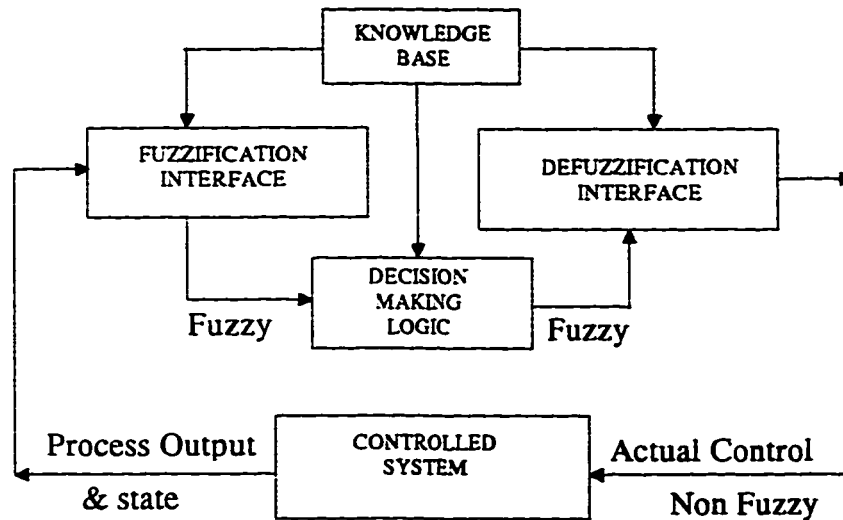 KNOWLEDGE
BASE
FUZZIFICATION
INTERFACE
DEFUZZIFICATION
INTERFACE
DECISION
MAKING
LOGIC
Fuzzy
Fuzzy
CONTROLLED
SYSTEM
Process Output
& state
Actual Control
Non Fuzzy